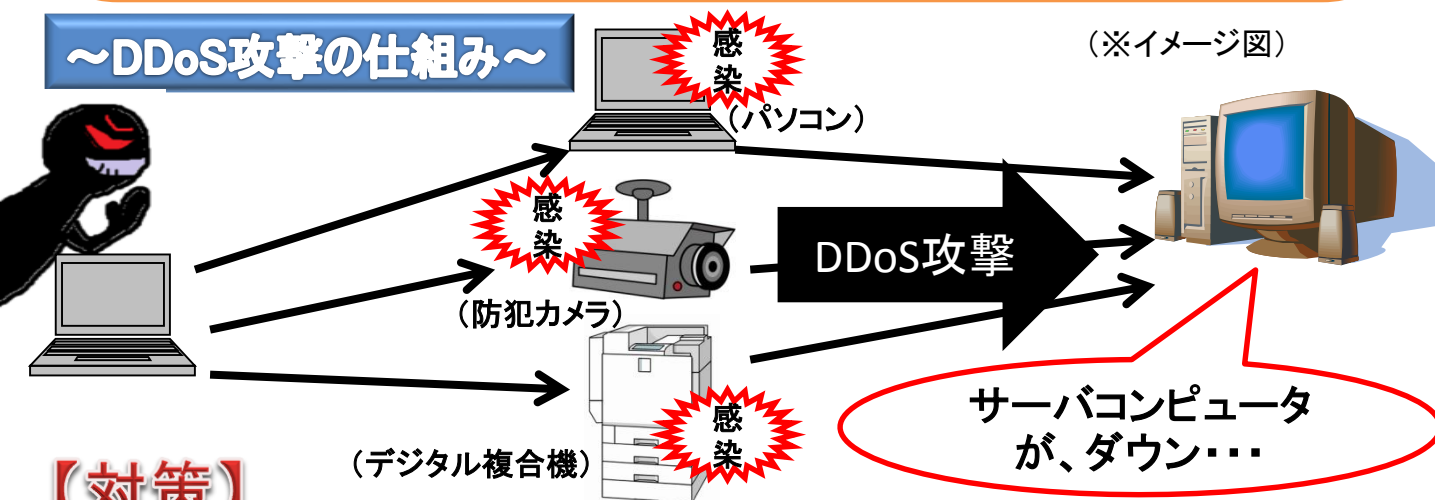 ～DDoS攻撃の仕組み～
（※イメージ図）
感
染
（パソコン）
感
染
（防犯カメラ）
DDoS攻撃
感
染
（デジタル複合機）
サーバコンピュータ
が、ダウン・・・
【対策】